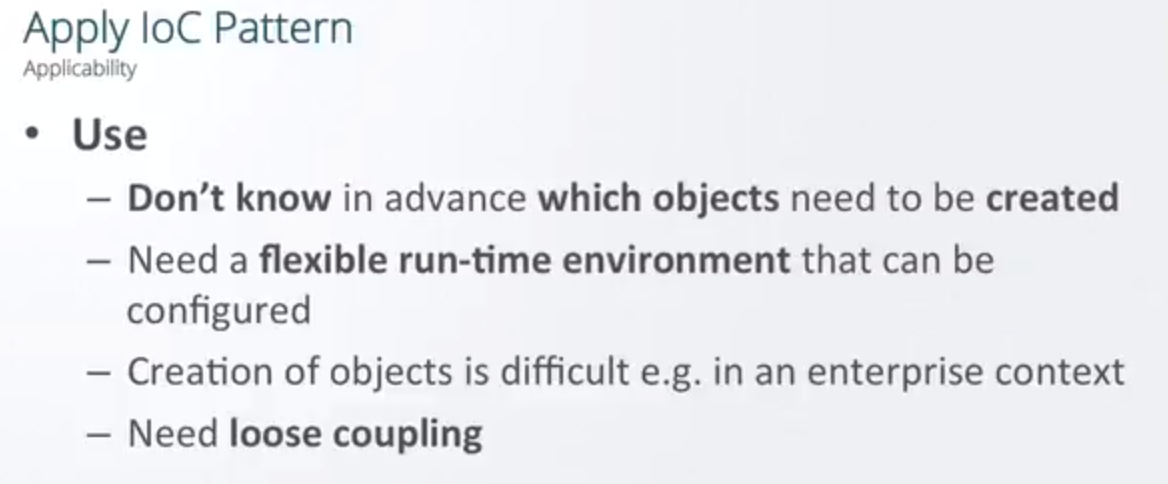 Apply IoC Pattern
Applicability
• Use
– Don't know in advance which objects need to be created
– Need a flexible run-time environment that can be
configured
– Creation of objects is difficult e.g. in an enterprise context
– Need loose coupling